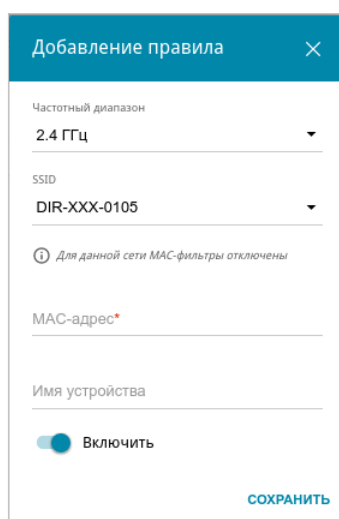 Добавление правила
Частотный диапазон
2.4 ГГц
SSID
DIR-XXX-0105
Для данной сети MAC-фильтры отключены
MAC-адрес*
Имя устройства
Включить
СОХРАНИТЬ